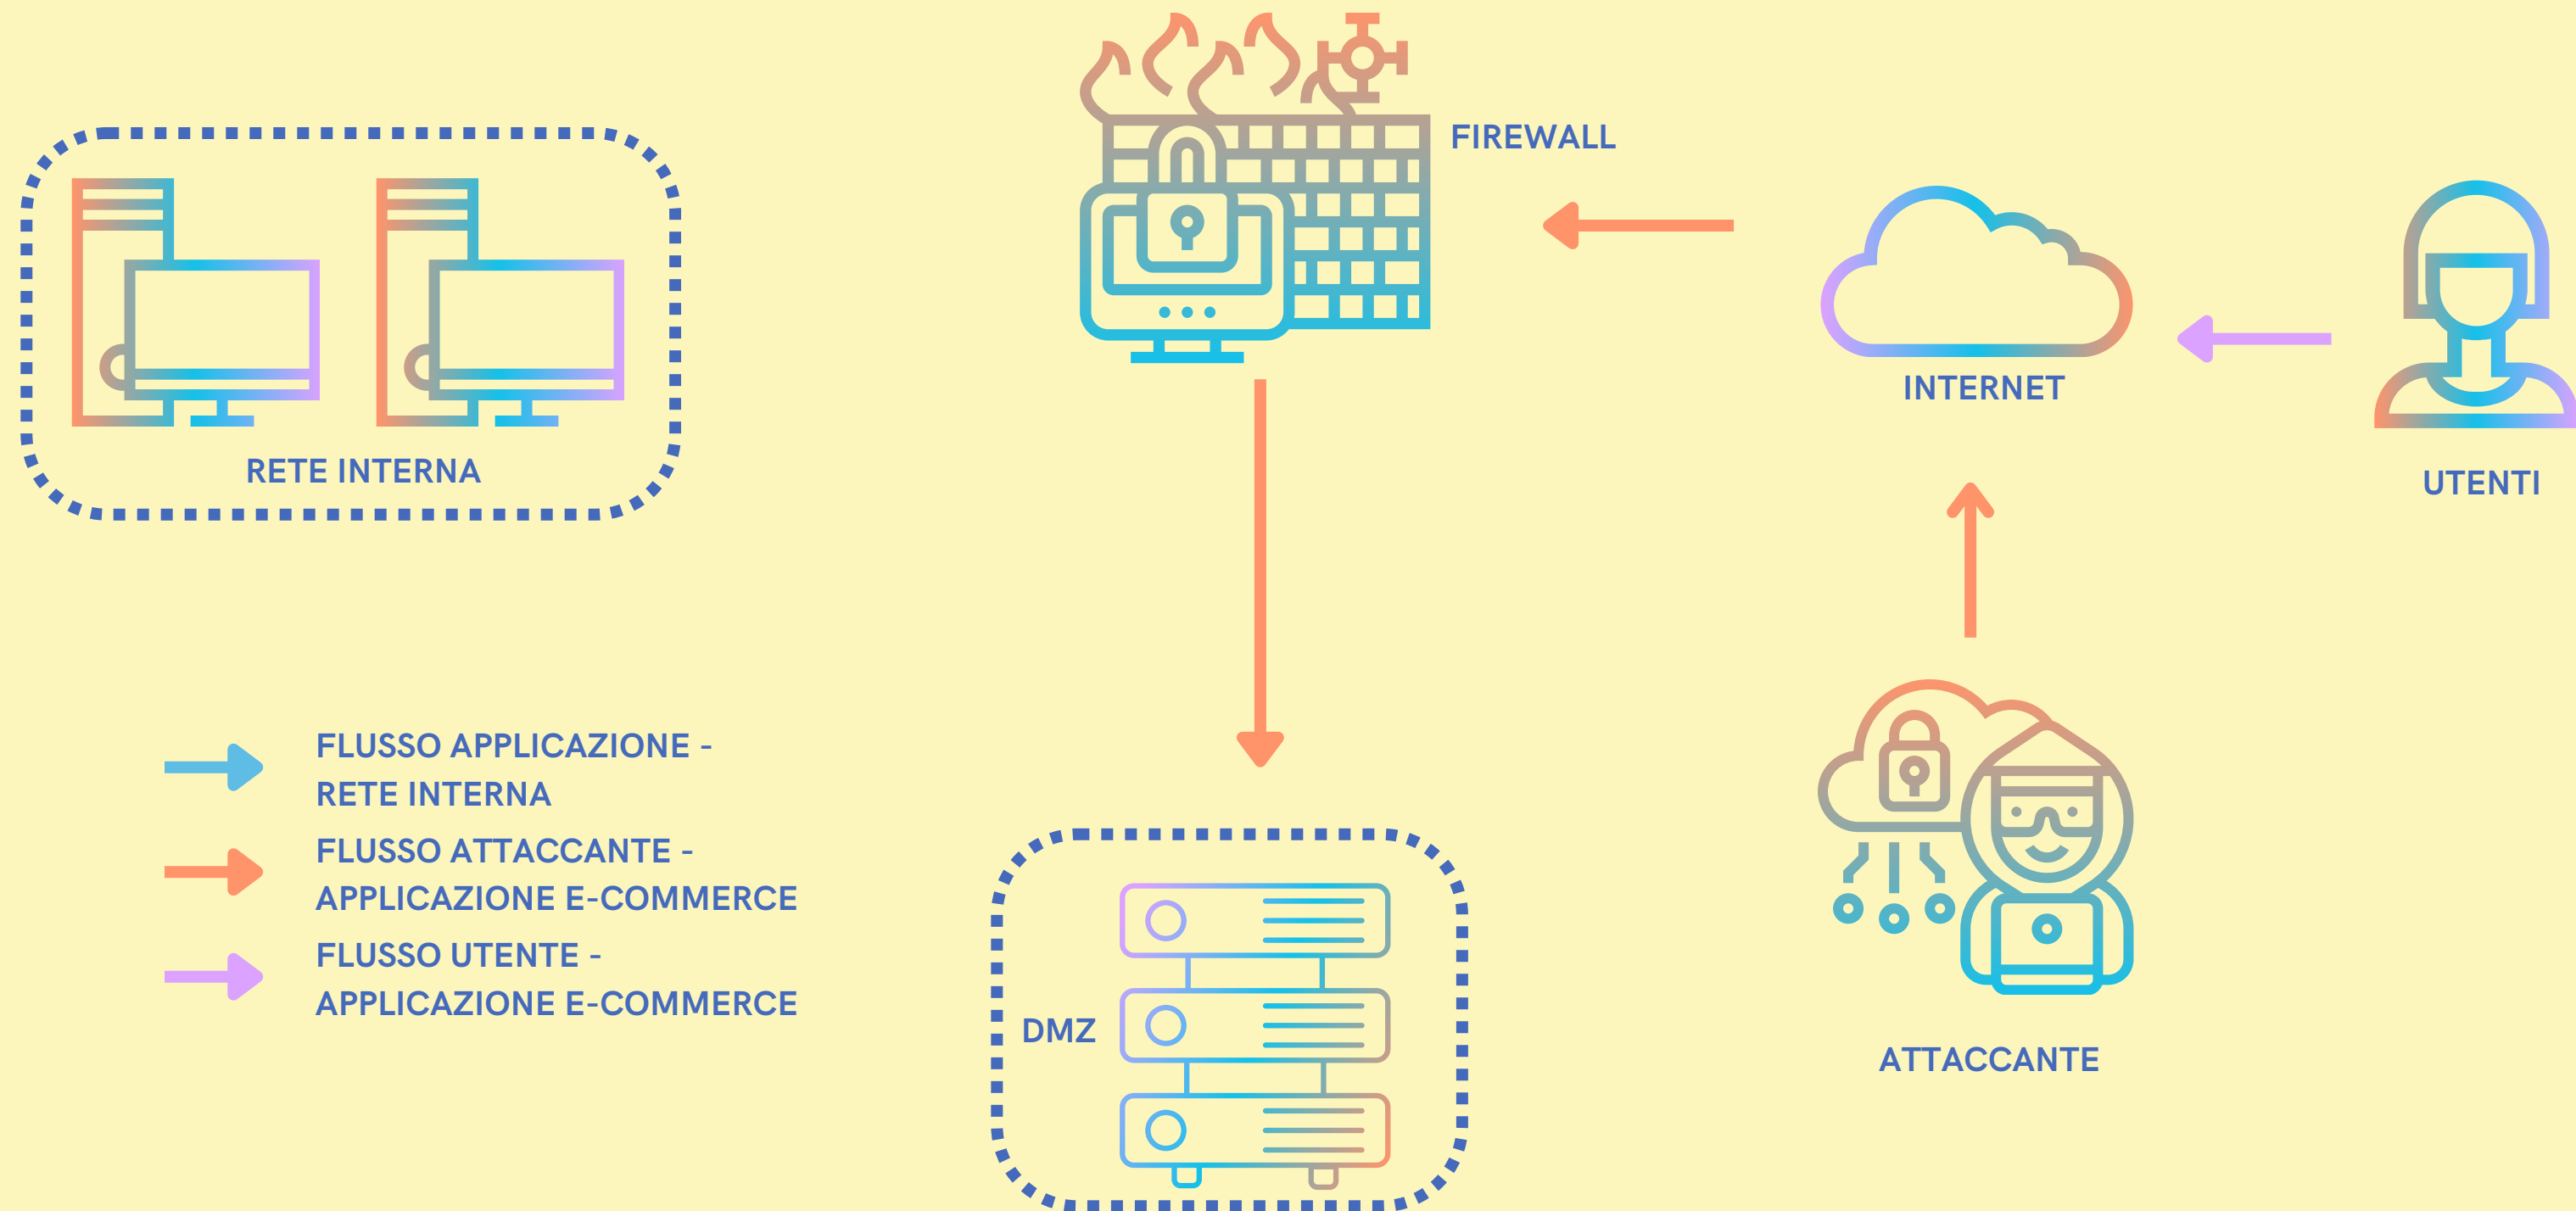 FIREWALL
RETE INTERNA
INTERNET
UTENTI
FLUSSO APPLICAZIONE -
RETE INTERNA
FLUSSO ATTACCANTE -
APPLICAZIONE E-COMMERCE
FLUSSO UTENTE -
APPLICAZIONE E-COMMERCE
DMZ
ATTACCANTE